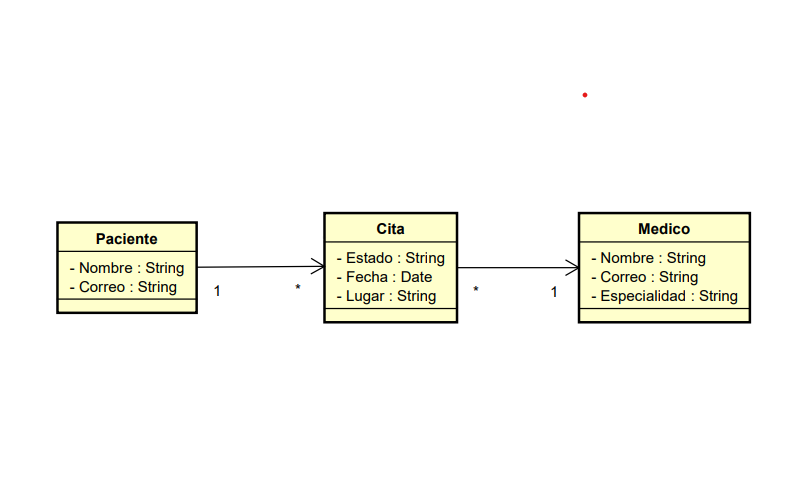 Paciente
- Nombre : String
- Correo : String
1
*
Cita
- Estado : String
- Fecha : Date
- Lugar : String
*
1
Medico
- Nombre : String
- Correo : String
- Especialidad : String